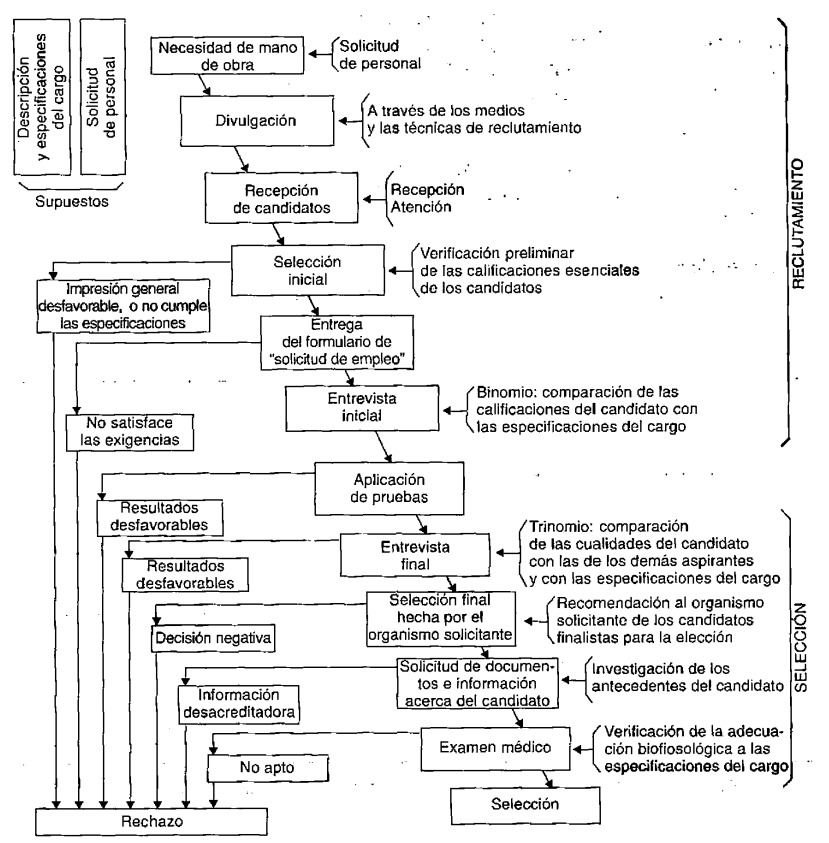 Descripción
y especificaciones
del cargo
Solicitud
de personal
Supuestos
Necesidad de mano
de obra
Solicitud
de personal
Divulgación
A través de los medios
y las técnicas de reclutamiento
Recepción
de candidatos
Recepción
Atención
Selección
inicial
Verificación preliminar
de las calificaciones esenciales
de los candidatos
Impresión general
desfavorable, o no cumple
las especificaciones
Entrega
del formulario de
"solicitud de empleo"
Entrevista
inicial
Binomio: comparación de las
calificaciones del candidato con
las especificaciones del cargo
No satisface
las exigencias
RECLUTAMIENTO
Aplicación
de pruebas
Resultados
desfavorables
Entrevista
final
Trinomio: comparación
de las cualidades del candidato
con las de los demás aspirantes
y con las especificaciones del cargo
Resultados
desfavorables
Selección final
hecha por el
organismo solicitante
Recomendación al organismo
solicitante de los candidatos
finalistas para la elección
Decisión negativa
Solicitud de documen-
tos e información
acerca del candidato
Investigación de los
antecedentes del candidato
Información
desacreditadora
Examen médico
Verificación de la adecua-
ción biofiosológica a las
especificaciones del cargo
No apto
SELECCIÓN
Selección
Rechazo